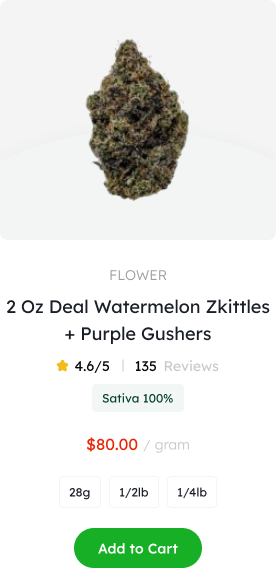 FLOWER
2 Oz Deal Watermelon Zkittles
+ Purple Gushers
4.6/5 | 135 Reviews
Sativa 100%
$80.00 / gram
28g 1/2lb 1/4lb
Add to Cart